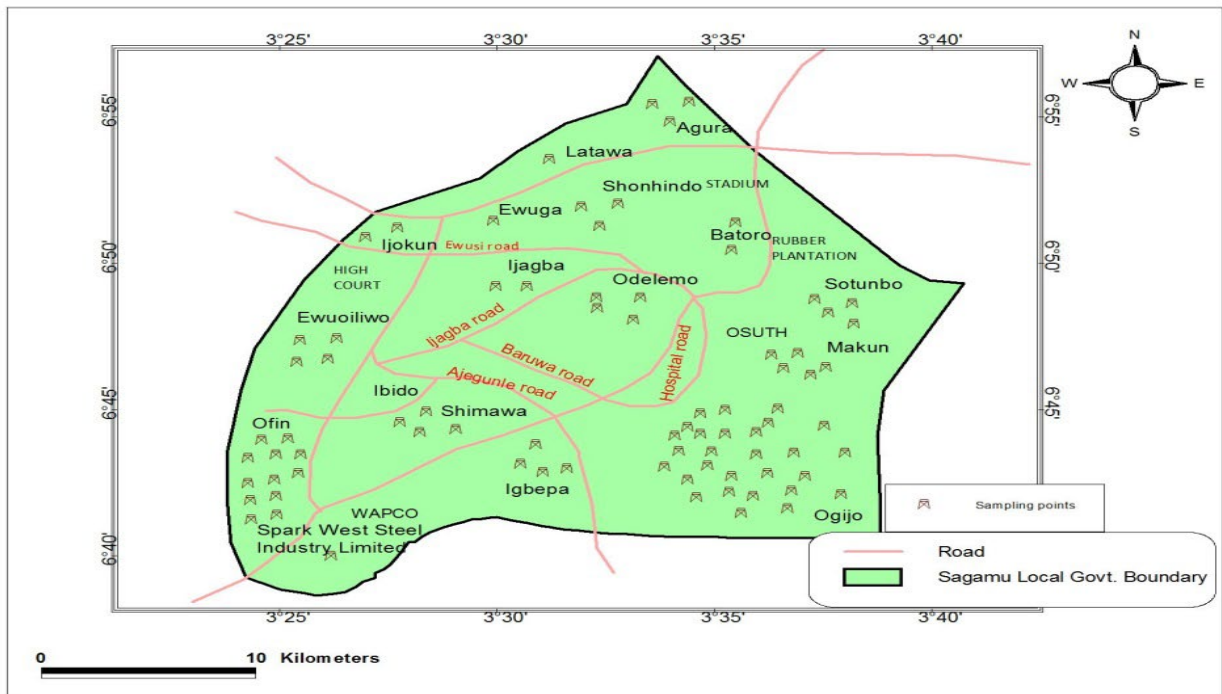 3°25' 3°30' 3°35' 3°40'
N
W E
S
6°55' 6°55'
Agura
Latawa
Shonhindo STADIUM
Ewuga
Batoro RUBBER
PLANTATION
Ijokun Ewusi road
6°50' 6°50'
HIGH
COURT
Ijagba
Odelemo
Sotunbo
Ewuoiliwo
Ijagba road
OSUTH
Makun
Baruwa road
Hospital road
Ajegunle road
Ibido
6°45' 6°45'
Shimawa
Ofin
Igbepa
WAPCO
Ogijo
Spark West Steel
Industry Limited
6°40' 6°40'
Sampling points
Road
Sagamu Local Govt. Boundary
3°25' 3°30' 3°35' 3°40'
0 10 Kilometers